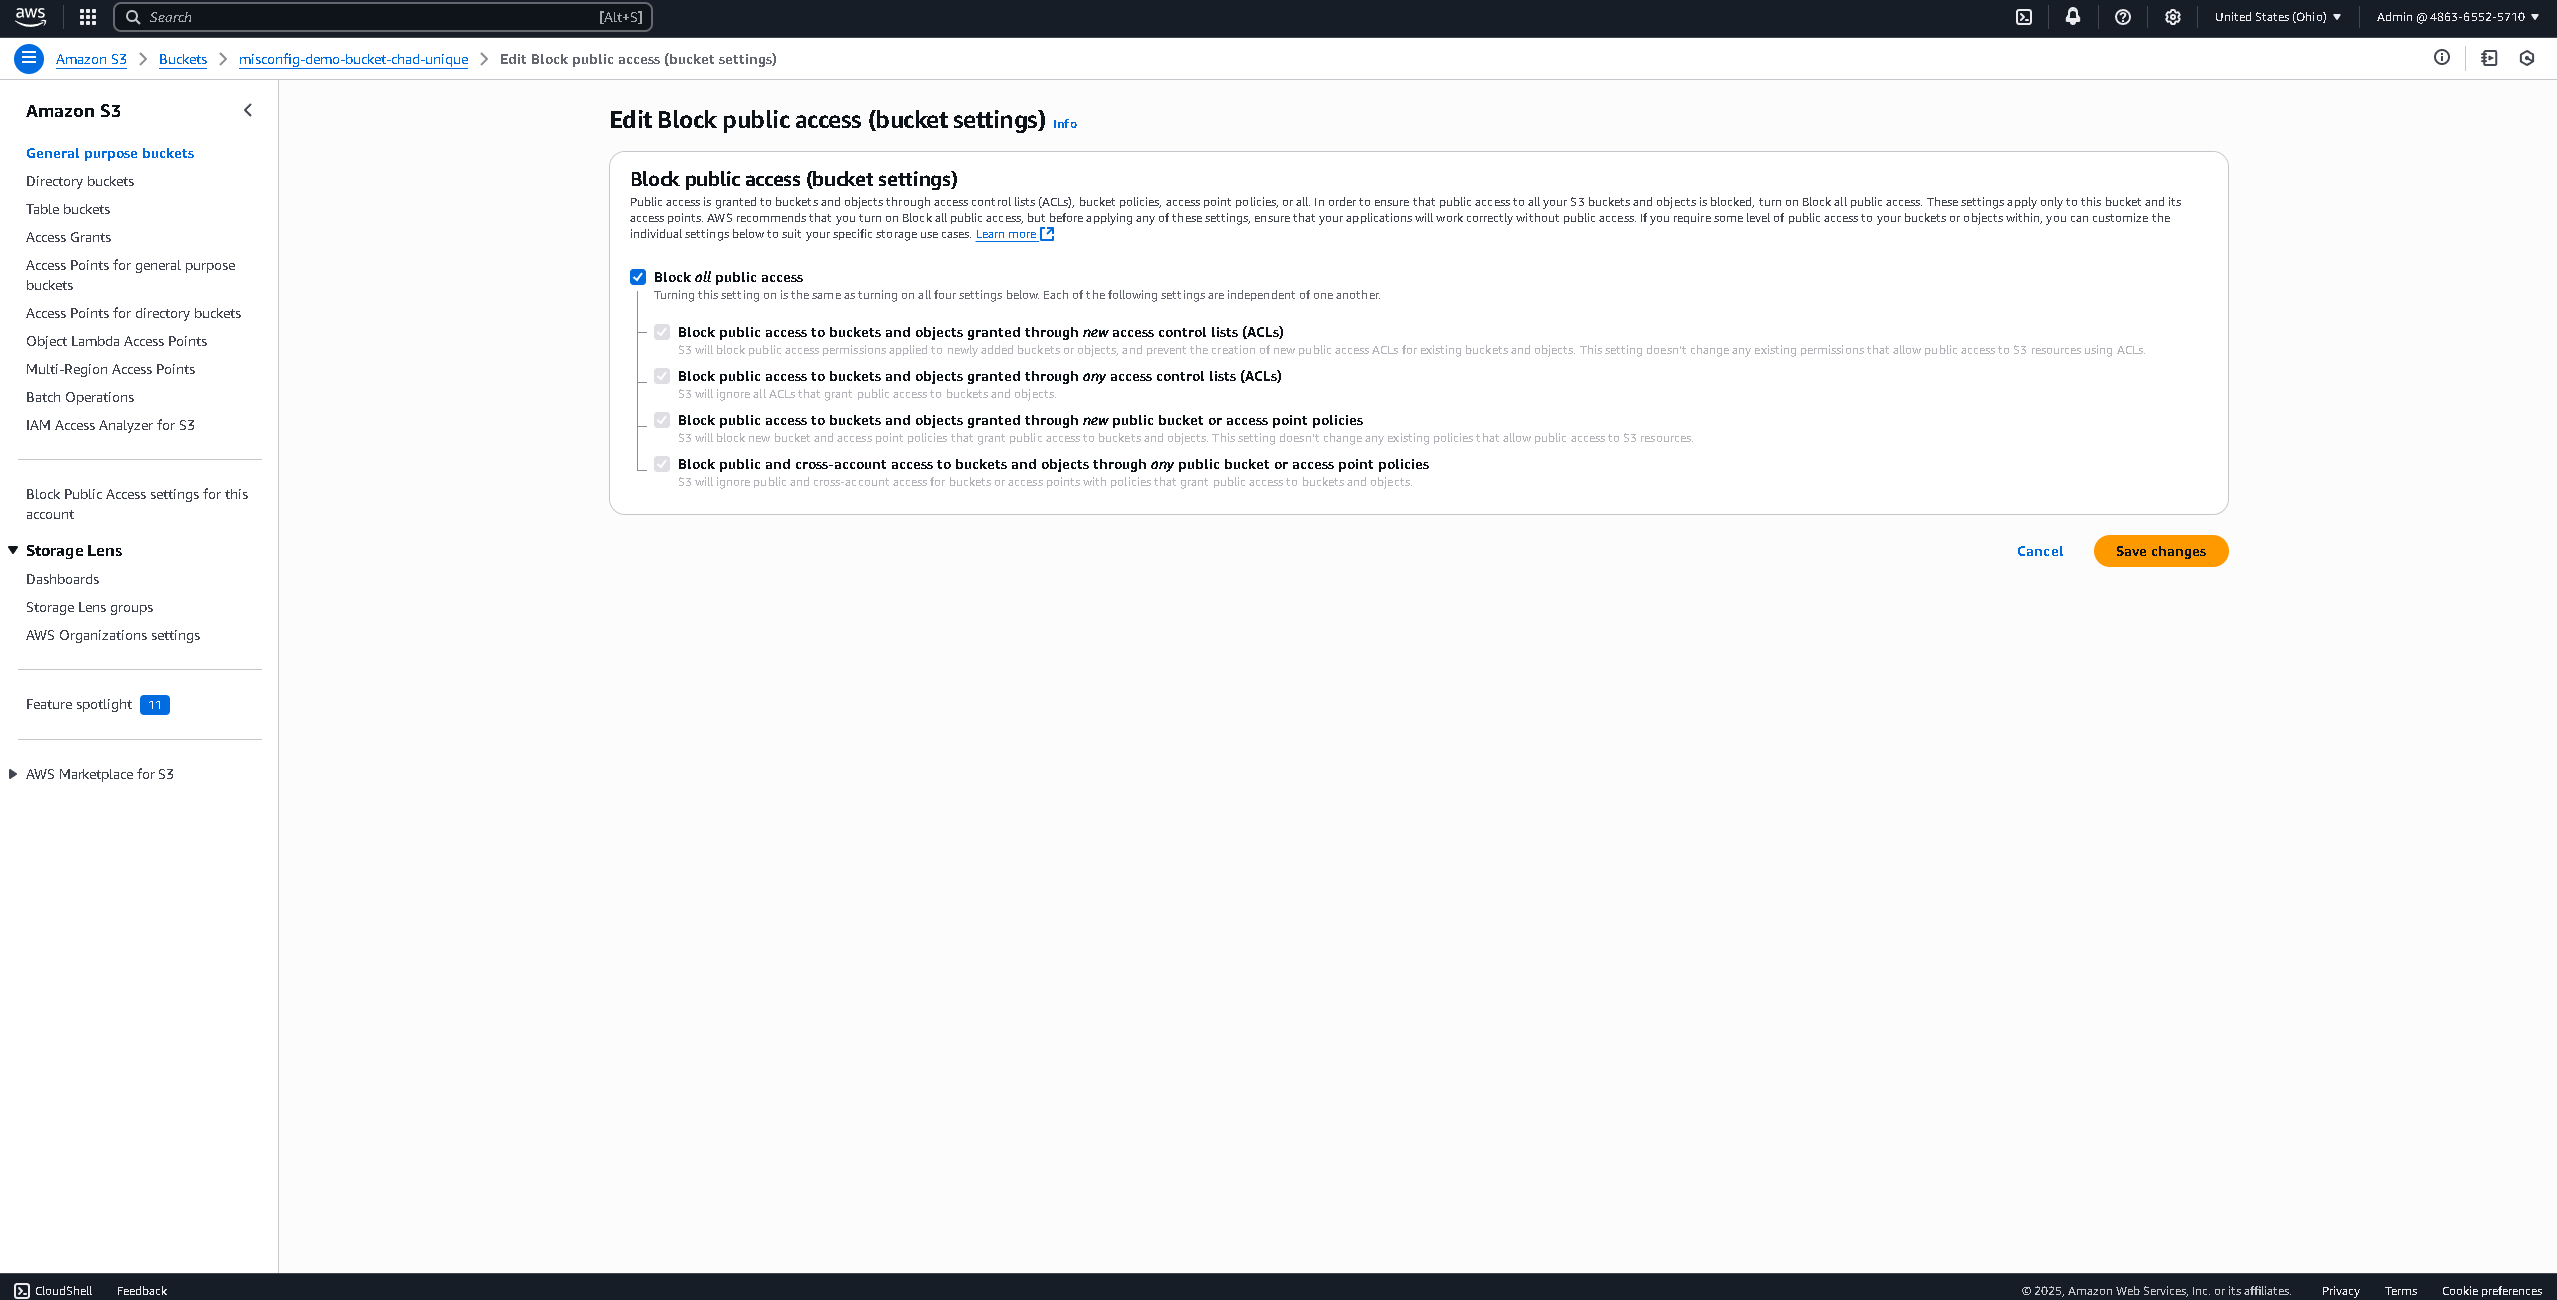 aws
Search [Alt+S]
United States (Ohio)
Admin @ 4863-6552-5710
Amazon S3
Buckets
misconfig-demo-bucket-chad-unique
Edit Block public access (bucket settings)
Amazon S3
General purpose buckets
Directory buckets
Table buckets
Access Grants
Access Points for general purpose
buckets
Access Points for directory buckets
Object Lambda Access Points
Multi-Region Access Points
Batch Operations
IAM Access Analyzer for S3
Block Public Access settings for this
account
Storage Lens
Dashboards
Storage Lens groups
AWS Organizations settings
Feature spotlight 11
AWS Marketplace for S3
Edit Block public access (bucket settings) Info
Block public access (bucket settings)
Public access is granted to buckets and objects through access control lists (ACLs), bucket policies, access point policies, or all. In order to ensure that public access to all your S3 buckets and objects is blocked, turn on Block all public access. These settings apply only to this bucket and its
access points. AWS recommends that you turn on Block all public access, but before applying any of these settings, ensure that your applications will work correctly without public access. If you require some level of public access to your buckets or objects within, you can customize the
individual settings below to suit your specific storage use cases. Learn more
Block all public access
Turning this setting on is the same as turning on all four settings below. Each of the following settings are independent of one another.
Block public access to buckets and objects granted through new access control lists (ACLs)
S3 will block public access permissions applied to newly added buckets or objects, and prevent the creation of new public access ACLs for existing buckets and objects. This setting doesn't change any existing permissions that allow public access to S3 resources using ACLs.
Block public access to buckets and objects granted through any access control lists (ACLs)
S3 will ignore all ACLs that grant public access to buckets and objects.
Block public access to buckets and objects granted through new public bucket or access point policies
S3 will block new bucket and access point policies that grant public access to buckets and objects. This setting doesn't change any existing policies that allow public access to S3 resources.
Block public and cross-account access to buckets and objects through any public bucket or access point policies
S3 will ignore public and cross-account access for buckets or access points with policies that grant public access to buckets and objects.
Cancel
Save changes
CloudShell
Feedback
© 2025, Amazon Web Services, Inc. or its affiliates.
Privacy
Terms
Cookie preferences